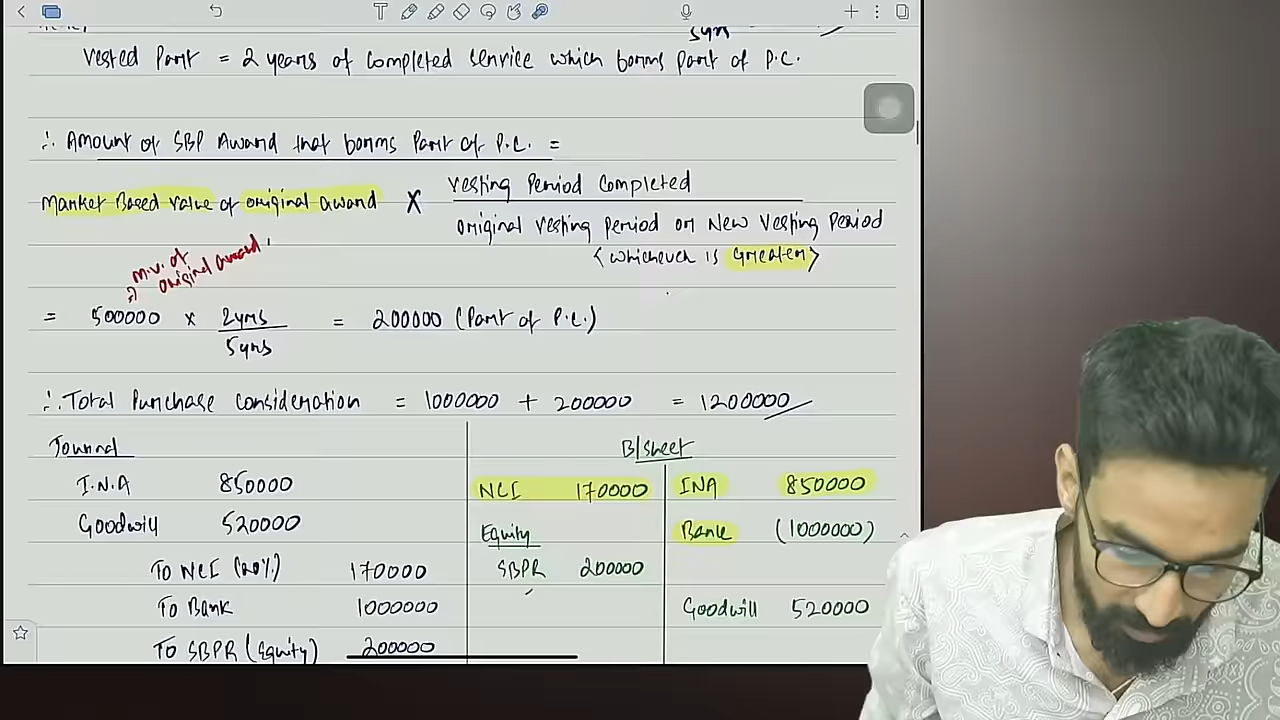 5yrs
Vested Part = 2 years of completed service which forms part of P.C.
∴ Amount of SBP Award that forms Part of P.C. =
Market Based Value of original award X Vesting Period Completed
Original Vesting Period or New Vesting Period
<whichever is Greater>
m.v. of
original award
= 500000 x 2yrs = 200000 (Part of P.C.)
5yrs
∴ Total Purchase Consideration = 1000000 + 200000 = 1200000
Journal
I.N.A 850000
Goodwill 520000
To NCI (20%) 170000
To Bank 1000000
To SBPR (Equity) 200000
B/sheet
NCI 170000 INA 850000
Equity Bank (1000000)
SBPR 200000
Goodwill 520000